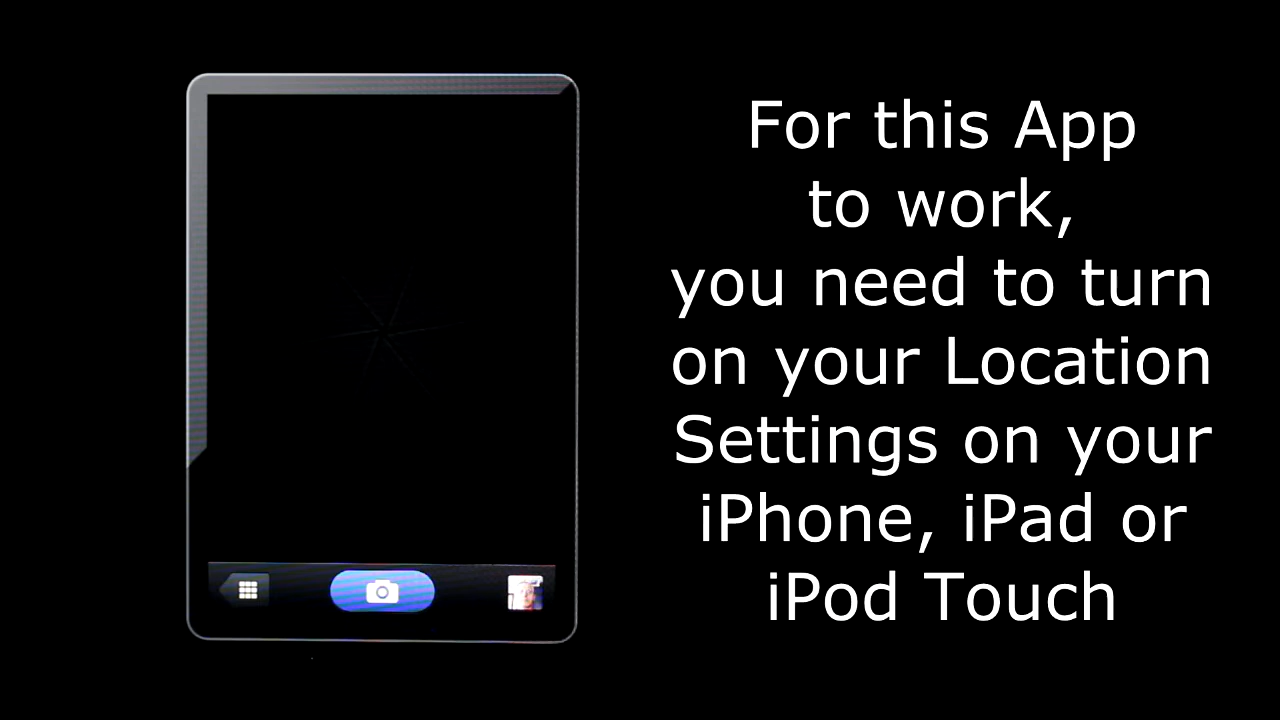 For this App
to work,
you need to turn
on your Location
Settings on your
iPhone, iPad or
iPod Touch